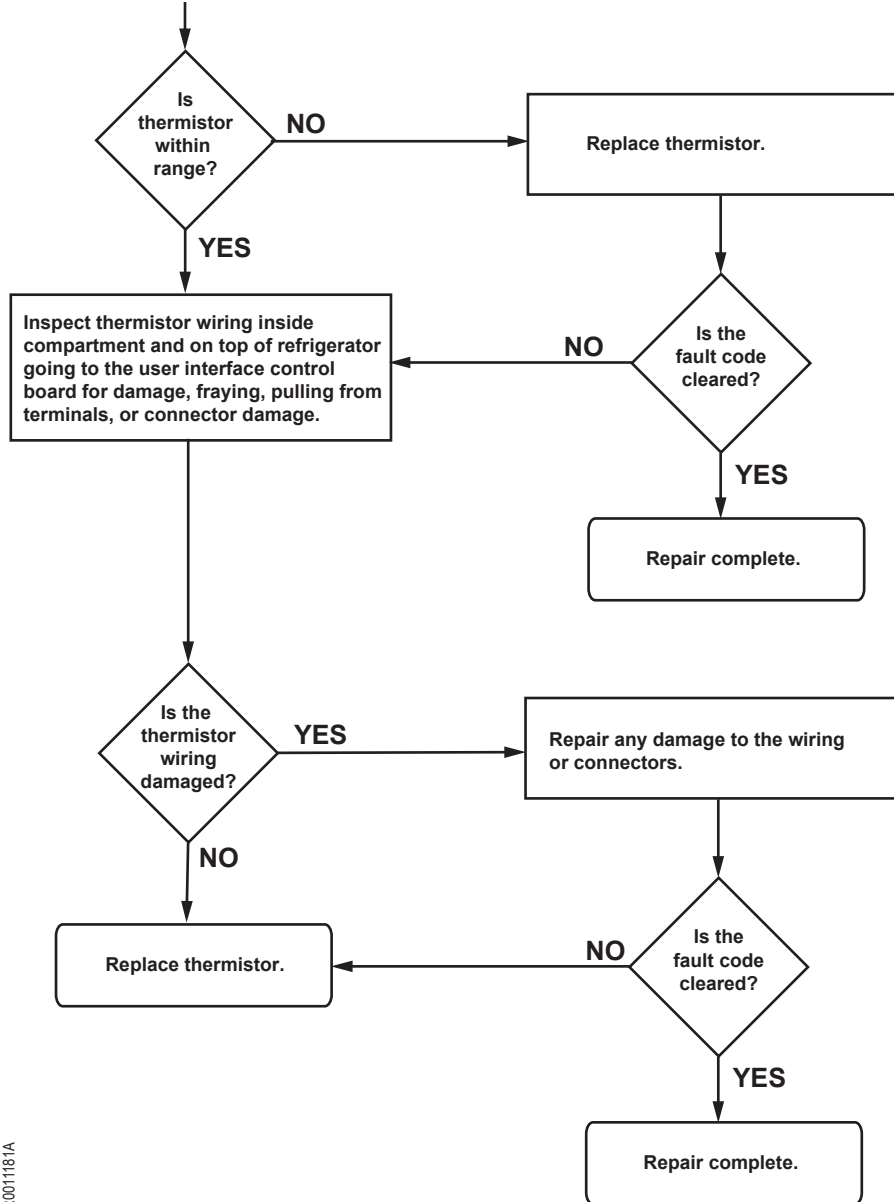 Is
thermistor
within
range?
NO
Replace thermistor.
YES
Inspect thermistor wiring inside
compartment and on top of refrigerator
going to the user interface control
board for damage, fraying, pulling from
terminals, or connector damage.
NO
Is the
fault code
cleared?
YES
Repair complete.
Is the
thermistor
wiring
damaged?
YES
Repair any damage to the wiring
or connectors.
NO
Replace thermistor.
NO
Is the
fault code
cleared?
YES
Repair complete.
20011181A